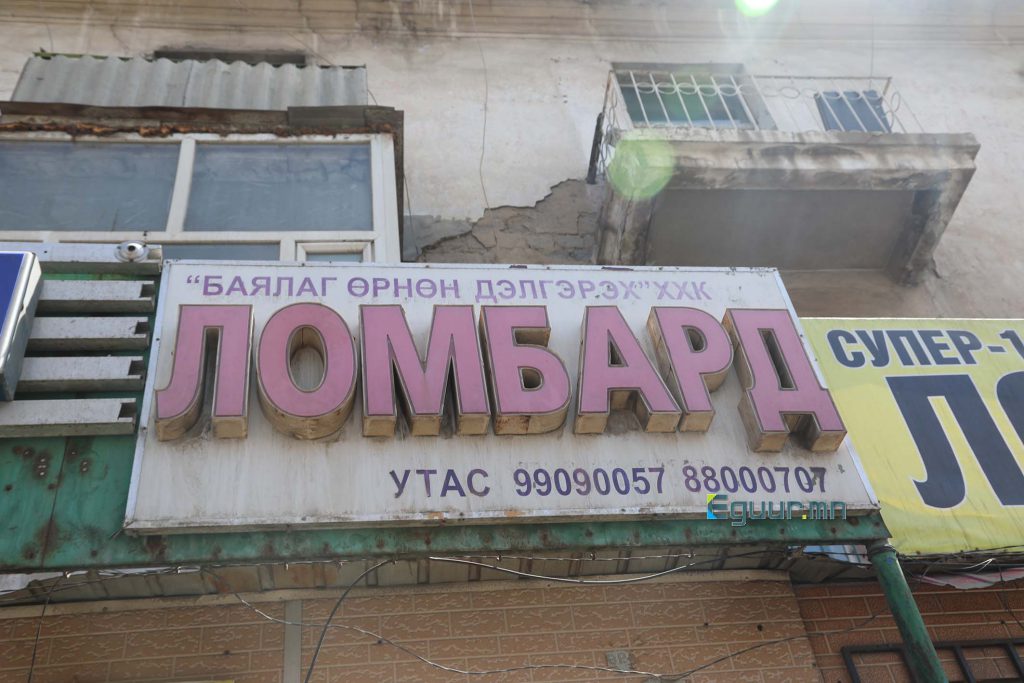 “БАЯЛАГ ӨРНӨН ДЭЛГЭРЭХ” ХХК
ЛОМБАРД
УТАС 99090057 88000707
Eguur.mn
СУПЕР-1